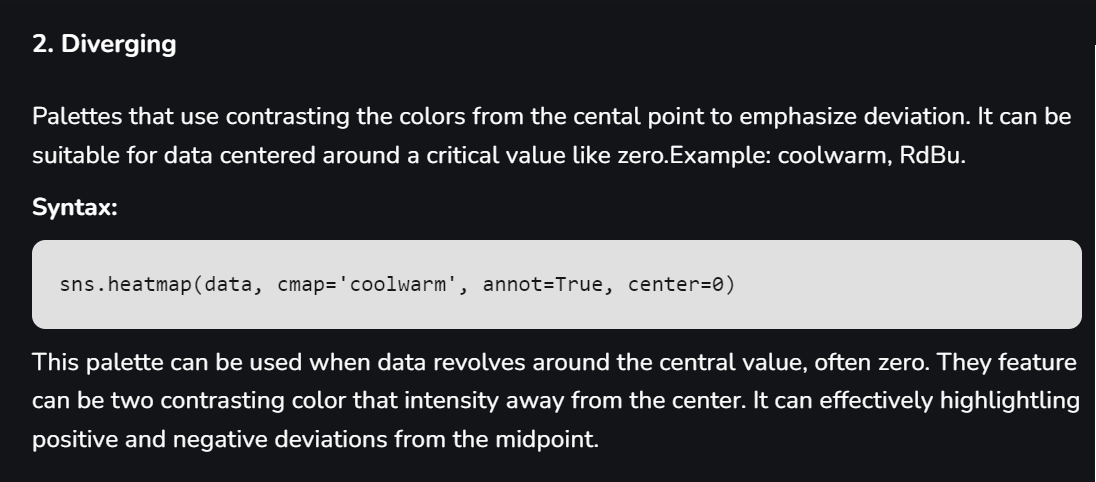 2. Diverging
Palettes that use contrasting the colors from the cental point to emphasize deviation. It can be
suitable for data centered around a critical value like zero.Example: coolwarm, RdBu.
Syntax:
sns.heatmap(data, cmap='coolwarm', annot=True, center=0)
This palette can be used when data revolves around the central value, often zero. They feature
can be two contrasting color that intensity away from the center. It can effectively highlightling
positive and negative deviations from the midpoint.